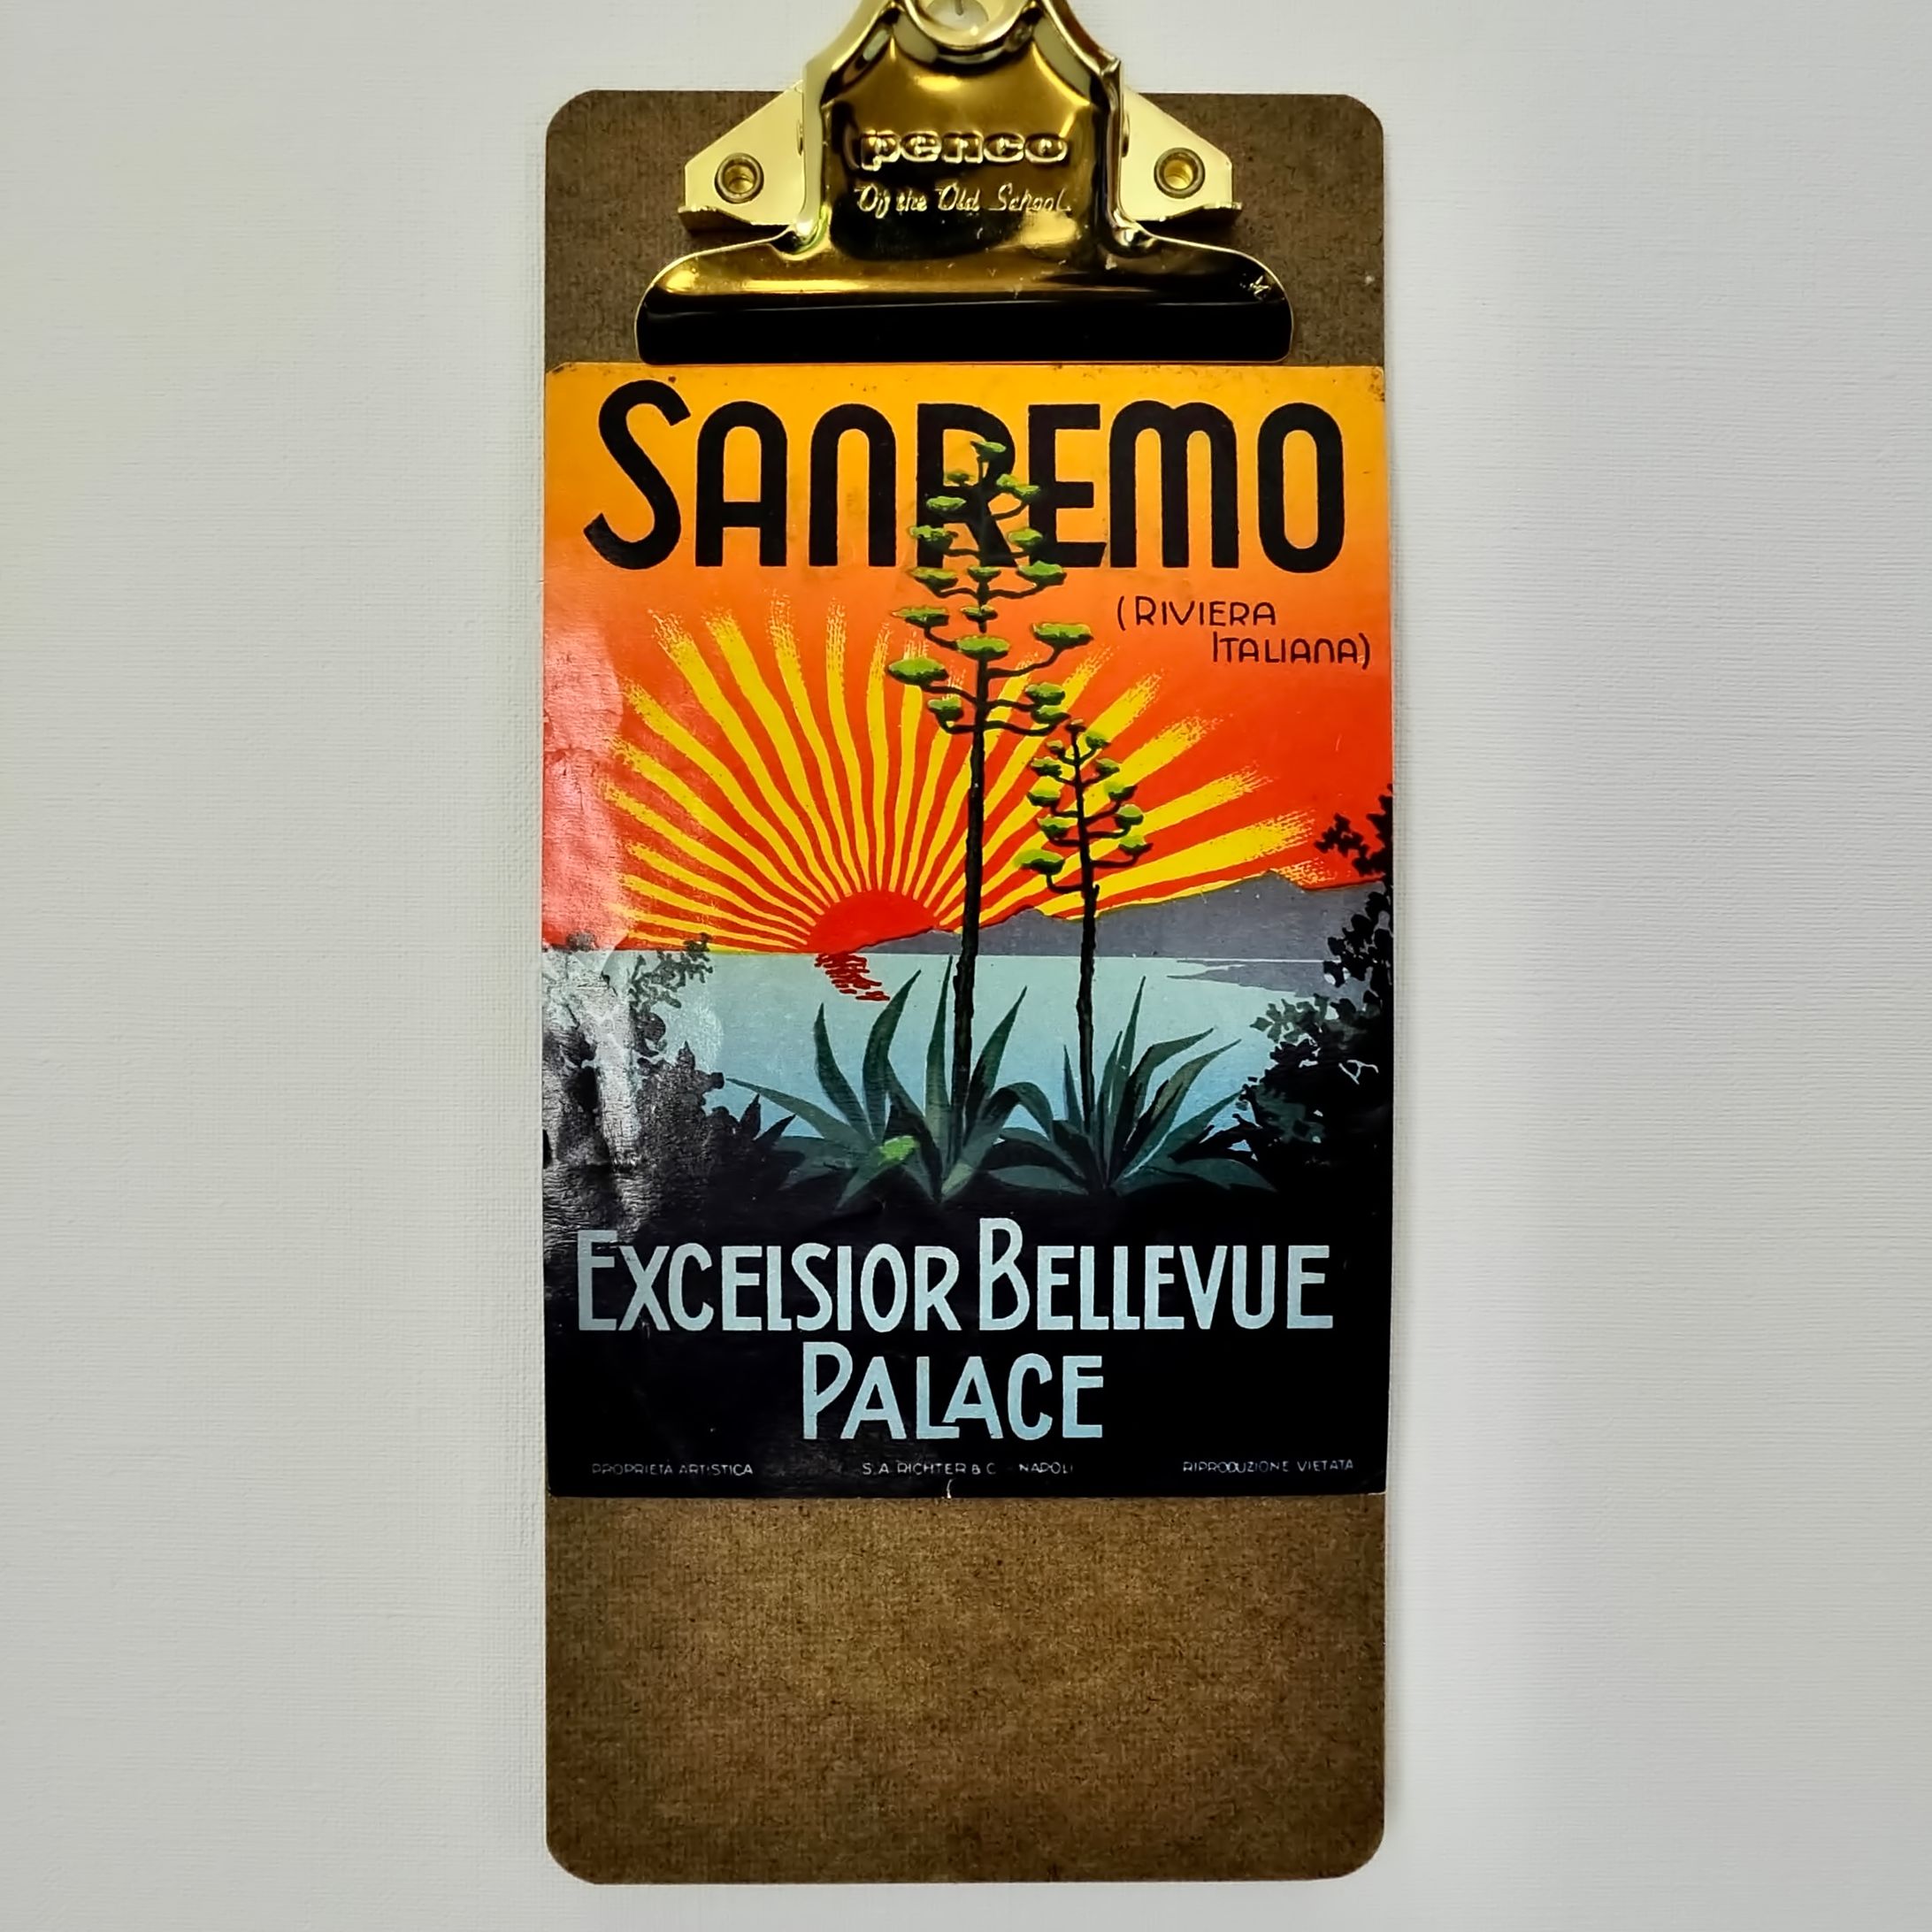 penco
Of the Old School.
SANREMO
(RIVIERA
ITALIANA)
EXCELSIOR BELLEVUE
PALACE
PROPRIETÀ ARTISTICA S.A. RICHTER & C. NAPOLI RIPRODUZIONE VIETATA